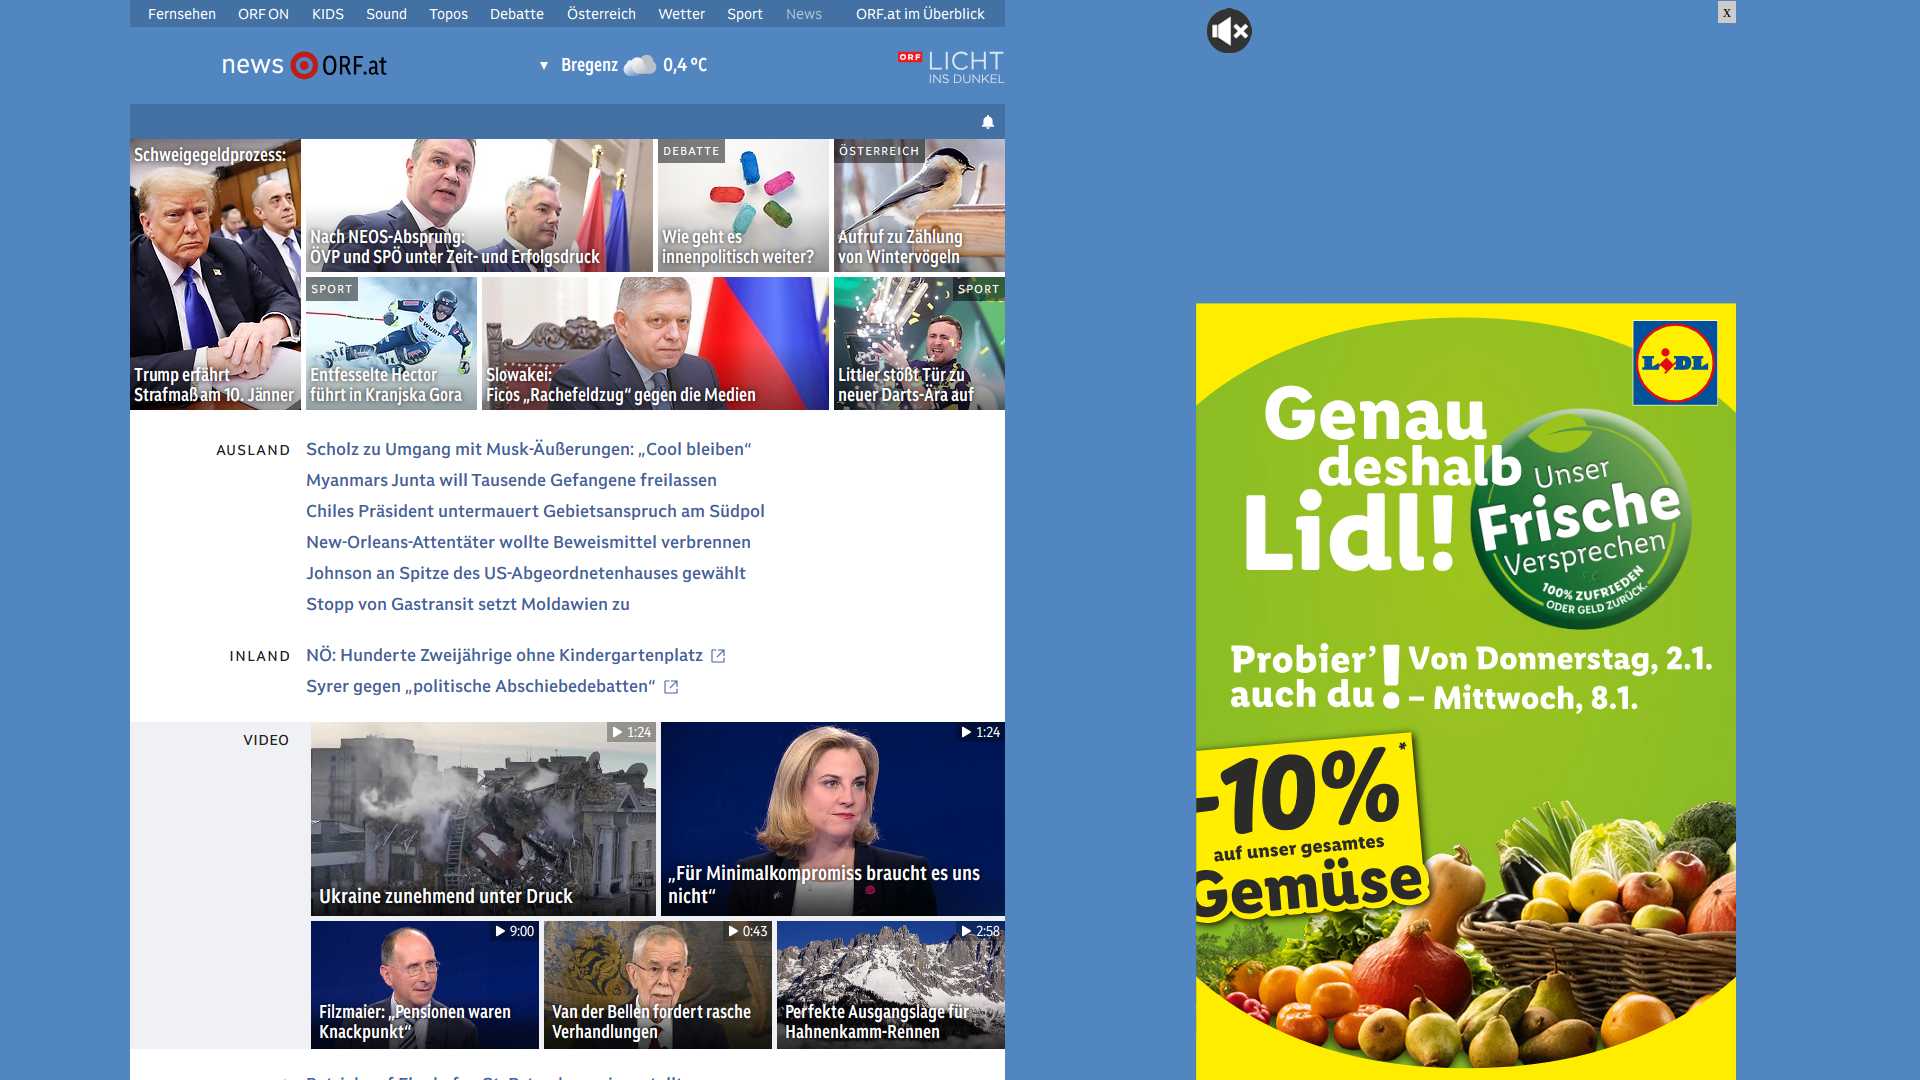 Fernsehen ORF ON KIDS Sound Topos Debatte Österreich Wetter Sport News ORF.at im Überblick
x
news ORF.at
Bregenz 0,4 °C
ORF LICHT
INS DUNKEL
Schweigegeldprozess:
Trump erfährt
Strafmaß am 10. Jänner
Nach NEOS-Absprung:
ÖVP und SPÖ unter Zeit- und Erfolgsdruck
DEBATTE
Wie geht es
innenpolitisch weiter?
ÖSTERREICH
Aufruf zu Zählung
von Wintervögeln
SPORT
Entfesselte Hector
führt in Kranjska Gora
Slowakei:
Ficos „Rachefeldzug“ gegen die Medien
SPORT
Littler stößt Tür zu
neuer Darts-Ära auf
AUSLAND
Scholz zu Umgang mit Musk-Äußerungen: „Cool bleiben“
Myanmars Junta will Tausende Gefangene freilassen
Chiles Präsident untermauert Gebietsanspruch am Südpol
New-Orleans-Attentäter wollte Beweismittel verbrennen
Johnson an Spitze des US-Abgeordnetenhauses gewählt
Stopp von Gastransit setzt Moldawien zu
INLAND
NÖ: Hunderte Zweijährige ohne Kindergartenplatz
Syrer gegen „politische Abschiebedebatten“
VIDEO
1:24
Ukraine zunehmend unter Druck
1:24
„Für Minimalkompromiss braucht es uns
nicht“
9:00
Filzmaier: „Pensionen waren
Knackpunkt“
0:43
Van der Bellen fordert rasche
Verhandlungen
2:58
Perfekte Ausgangslage für
Hahnenkamm-Rennen
LIDL
Genau
deshalb
Lidl!
Unser
Frische
Versprechen
100% ZUFRIEDEN
ODER GELD ZURÜCK.
Probier’
auch du!
Von Donnerstag, 2.1.
– Mittwoch, 8.1.
-10%*
auf unser gesamtes
Gemüse